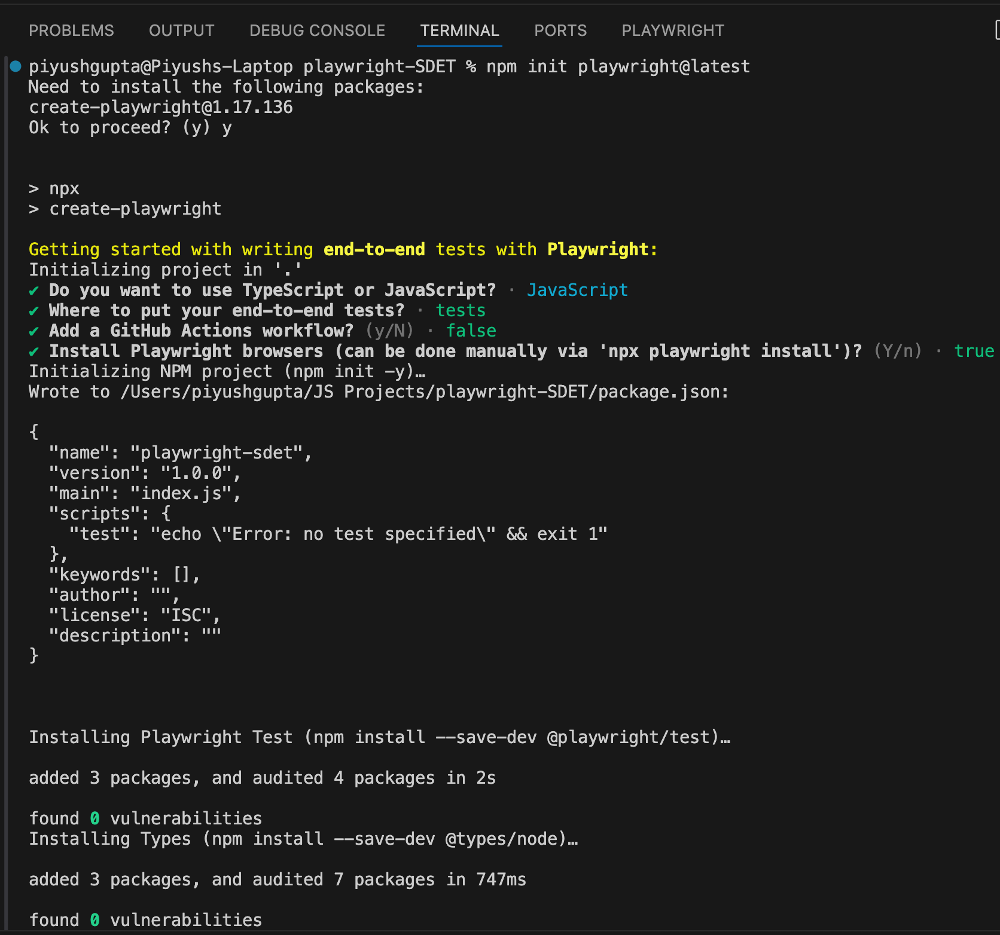 PROBLEMS OUTPUT DEBUG CONSOLE TERMINAL PORTS PLAYWRIGHT
piyushgupta@Piyushs-Laptop playwright-SDET % npm init playwright@latest
Need to install the following packages:
create-playwright@1.17.136
Ok to proceed? (y) y
> npx
> create-playwright
Getting started with writing end-to-end tests with Playwright:
Initializing project in '.'
✔ Do you want to use TypeScript or JavaScript? · JavaScript
✔ Where to put your end-to-end tests? · tests
✔ Add a GitHub Actions workflow? (y/N) · false
✔ Install Playwright browsers (can be done manually via 'npx playwright install')? (Y/n) · true
Initializing NPM project (npm init -y)…
Wrote to /Users/piyushgupta/JS Projects/playwright-SDET/package.json:
{
  "name": "playwright-sdet",
  "version": "1.0.0",
  "main": "index.js",
  "scripts": {
    "test": "echo \"Error: no test specified\" && exit 1"
  },
  "keywords": [],
  "author": "",
  "license": "ISC",
  "description": ""
}
Installing Playwright Test (npm install --save-dev @playwright/test)…
added 3 packages, and audited 4 packages in 2s
found 0 vulnerabilities
Installing Types (npm install --save-dev @types/node)…
added 3 packages, and audited 7 packages in 747ms
found 0 vulnerabilities